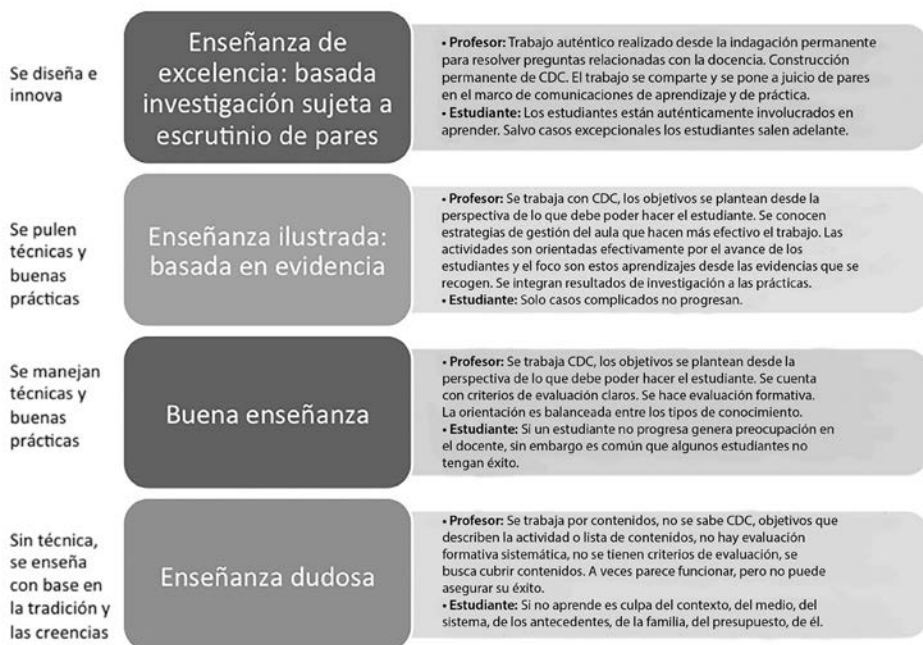 Se diseña e
innova
Enseñanza de
excelencia: basada
investigación sujeta a
escrutinio de pares
• Profesor: Trabajo auténtico realizado desde la indagación permanente
para resolver preguntas relacionadas con la docencia. Construcción
permanente de CDC. El trabajo se comparte y se pone a juicio de pares
en el marco de comunicaciones de aprendizaje y de práctica.
• Estudiante: Los estudiantes están auténticamente involucrados en
aprender. Salvo casos excepcionales los estudiantes salen adelante.
Se pulen
técnicas y
buenas
prácticas
Enseñanza ilustrada:
basada en evidencia
• Profesor: Se trabaja con CDC, los objetivos se plantean desde la
perspectiva de lo que debe poder hacer el estudiante. Se conocen
estrategias de gestión del aula que hacen más efectivo el trabajo. Las
actividades son orientadas efectivamente por el avance de los
estudiantes y el foco son estos aprendizajes desde las evidencias que se
recogen. Se integran resultados de investigación a las prácticas.
• Estudiante: Solo casos complicados no progresan.
Se manejan
técnicas y
buenas
prácticas
Buena enseñanza
• Profesor: Se trabaja CDC, los objetivos se plantean desde la
perspectiva de lo que debe poder hacer el estudiante. Se cuenta
con criterios de evaluación claros. Se hace evaluación formativa.
La orientación es balanceada entre los tipos de conocimiento.
• Estudiante: Si un estudiante no progresa genera preocupación en
el docente, sin embargo es común que algunos estudiantes no
tengan éxito.
Sin técnica,
se enseña
con base en
la tradición y
las creencias
Enseñanza dudosa
• Profesor: Se trabaja por contenidos, no se sabe CDC, objetivos que
describen la actividad o lista de contenidos, no hay evaluación
formativa sistemática, no se tienen criterios de evaluación, se
busca cubrir contenidos. A veces parece funcionar, pero no puede
asegurar su éxito.
• Estudiante: Si no aprende es culpa del contexto, del medio, del
sistema, de los antecedentes, de la familia, del presupuesto, de él.